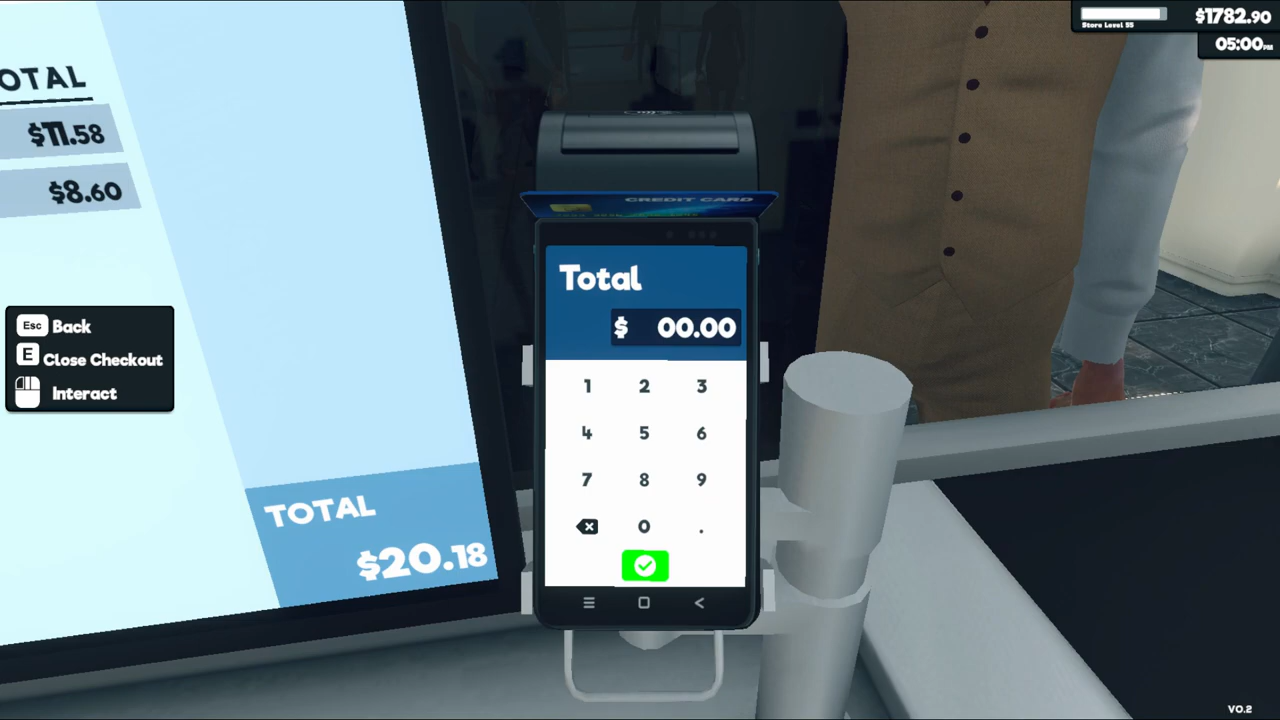 OTAL
$11.58
$8.60
Esc Back
E Close Checkout
Interact
TOTAL
$20.18
CREDIT CARD
Total
$ 00.00
1 2 3
4 5 6
7 8 9
0 .
Store Level 55
$1782.90
05:00PM
V0.2